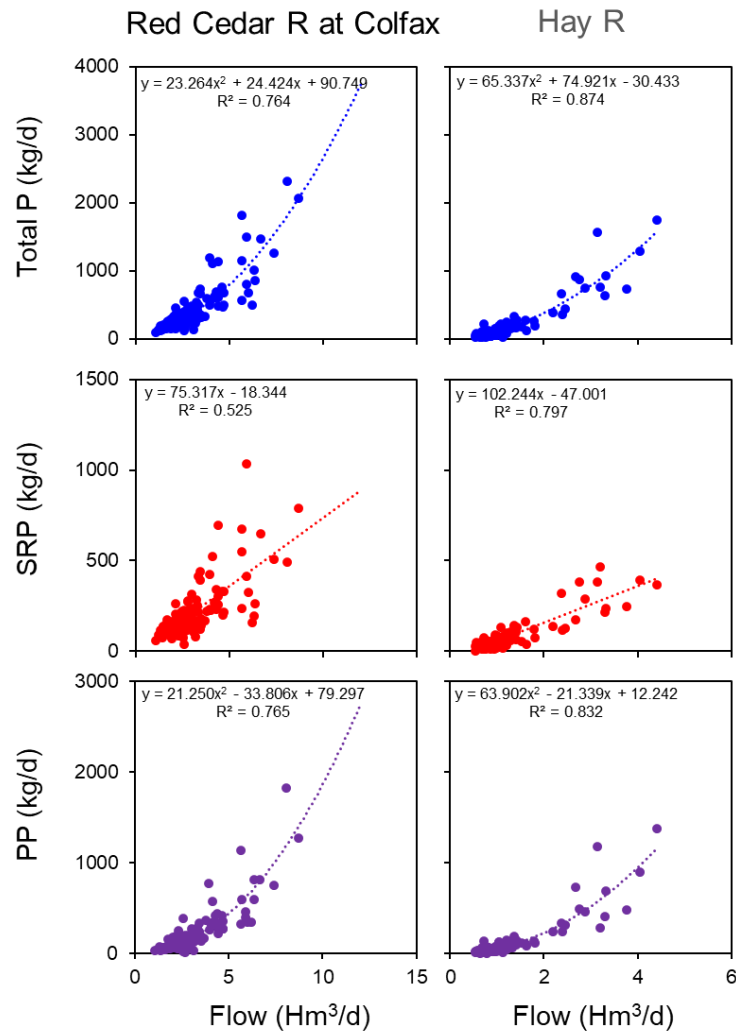 Red Cedar R at Colfax
Hay R
Total P (kg/d)
4000
3000
2000
1000
0
y = 23.264x² + 24.424x + 90.749
R² = 0.764
y = 65.337x² + 74.921x - 30.433
R² = 0.874
SRP (kg/d)
1500
1000
500
0
y = 75.317x - 18.344
R² = 0.525
y = 102.244x - 47.001
R² = 0.797
PP (kg/d)
3000
2000
1000
0
y = 21.250x² - 33.806x + 79.297
R² = 0.765
y = 63.902x² - 21.339x + 12.242
R² = 0.832
0 5 10 15
0 2 4 6
Flow (Hm³/d)
Flow (Hm³/d)